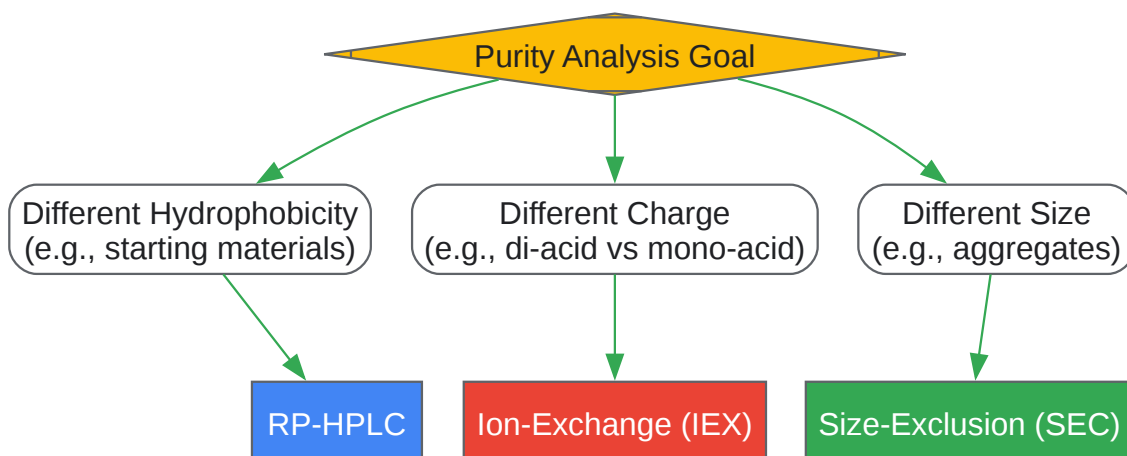 Purity Analysis Goal
Different Hydrophobicity
(e.g., starting materials)
Different Charge
(e.g., di-acid vs mono-acid)
Different Size
(e.g., aggregates)
RP-HPLC
Ion-Exchange (IEX)
Size-Exclusion (SEC)